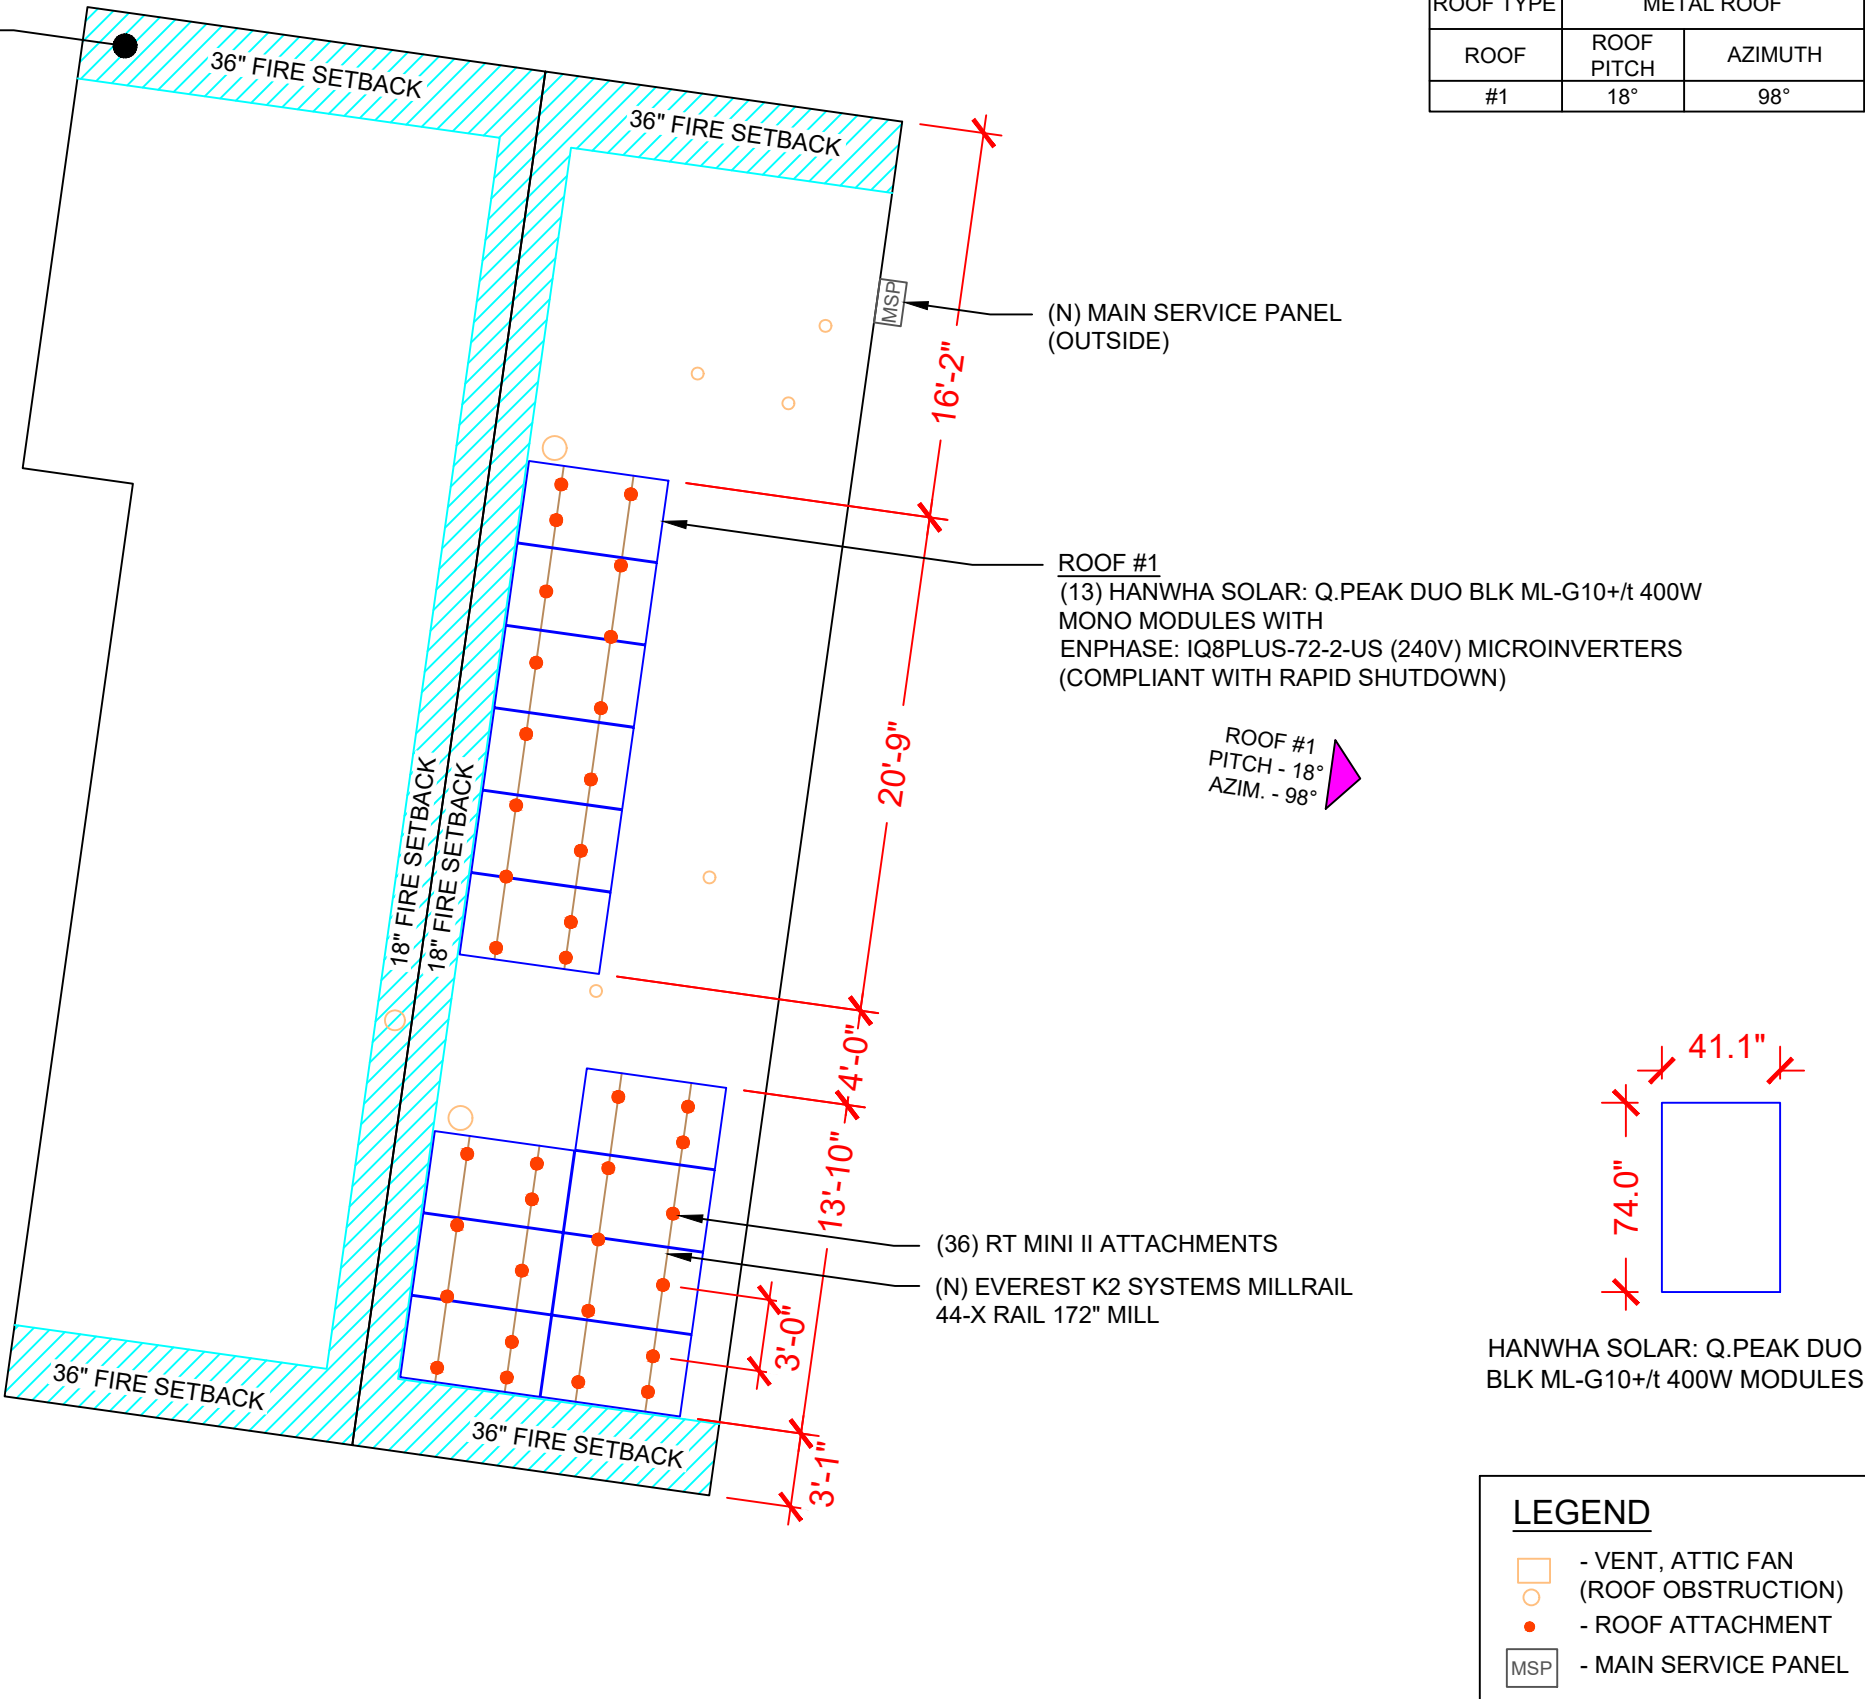 ROOF TYPE METAL ROOF
ROOF ROOF PITCH AZIMUTH
#1 18° 98°
36" FIRE SETBACK
36" FIRE SETBACK
MSP
(N) MAIN SERVICE PANEL
(OUTSIDE)
16'-2"
ROOF #1
(13) HANWHA SOLAR: Q.PEAK DUO BLK ML-G10+/t 400W
MONO MODULES WITH
ENPHASE: IQ8PLUS-72-2-US (240V) MICROINVERTERS
(COMPLIANT WITH RAPID SHUTDOWN)
20'-9"
ROOF #1
PITCH - 18°
AZIM. - 98°
18" FIRE SETBACK
18" FIRE SETBACK
4'-0"
13'-10"
41.1"
74.0"
HANWHA SOLAR: Q.PEAK DUO
BLK ML-G10+/t 400W MODULES
(36) RT MINI II ATTACHMENTS
(N) EVEREST K2 SYSTEMS MILLRAIL
44-X RAIL 172" MILL
3'-0"
36" FIRE SETBACK
36" FIRE SETBACK
3'-1"
LEGEND
- VENT, ATTIC FAN
(ROOF OBSTRUCTION)
- ROOF ATTACHMENT
MSP - MAIN SERVICE PANEL